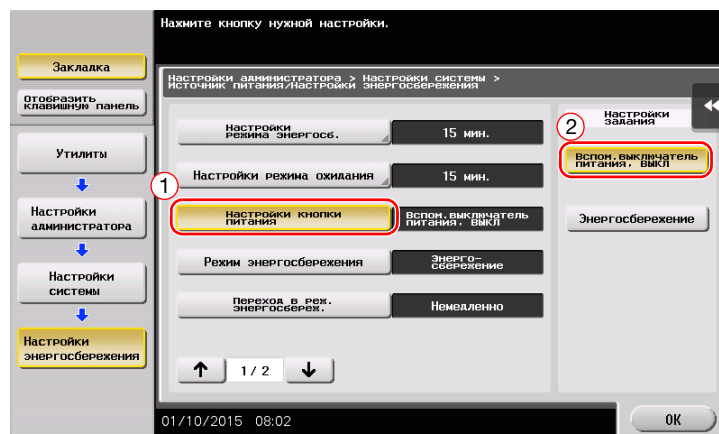 Нажмите кнопку нужной настройки.
Закладка
Отобразить
клавишную панель
Утилиты
Настройки
администратора
Настройки
системы
Настройки
энергосбережения
Настройки администратора > Настройки системы >
Источник питания/Настройки энергосбережения
Настройки
режима энергосб.
15 мин.
Настройки режима ожидания
15 мин.
1
Настройки кнопки
питания
Вспом.выключатель
питания, ВЫКЛ
Режим энергосбережения
Энерго-
сбережение
Переход в реж.
энергосбереж.
Немедленно
1/2
Настройки
задания
2
Вспом.выключатель
питания, ВЫКЛ
Энергосбережение
01/10/2015 08:02
OK